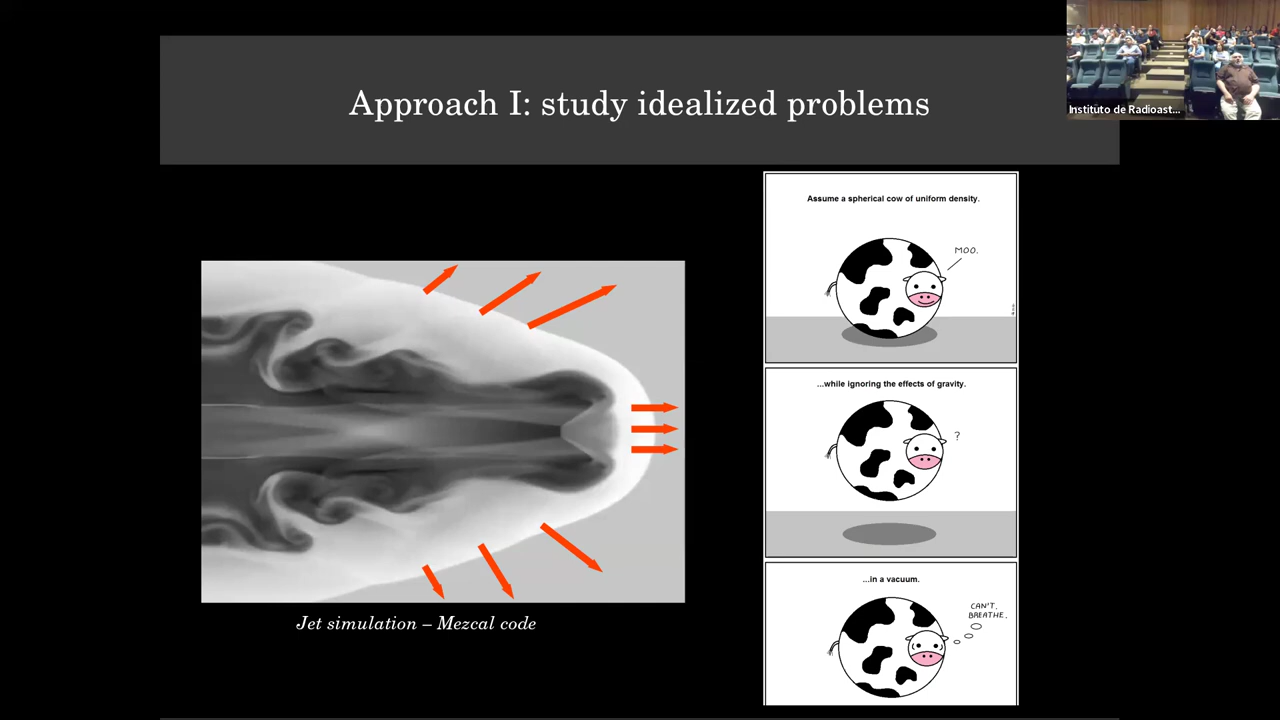 Approach I: study idealized problems
Instituto de Radioast...
Assume a spherical cow of uniform density.
MOO.
...while ignoring the effects of gravity.
?
...in a vacuum.
CAN'T
BREATHE.
Jet simulation – Mezcal code